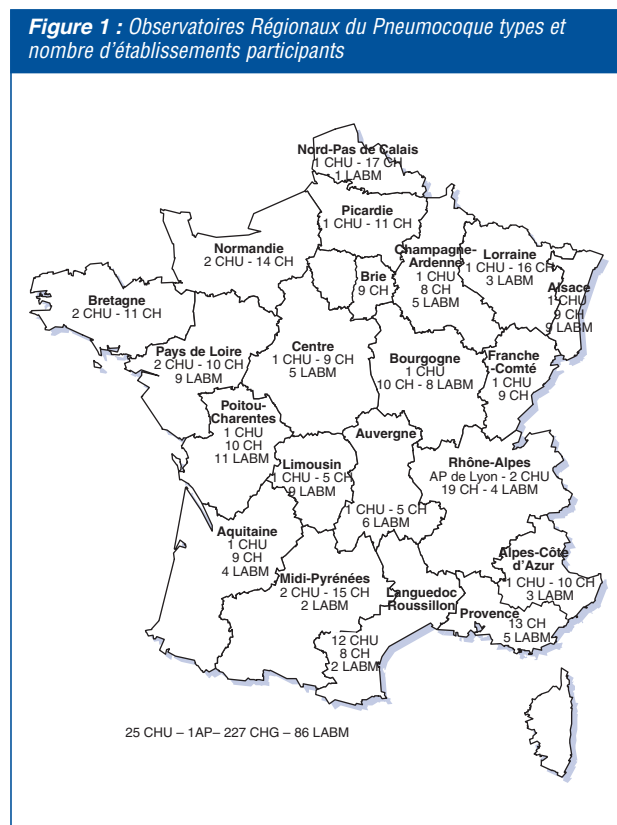 Figure 1 : Observatoires Régionaux du Pneumocoque types et
nombre d'établissements participants
Nord-Pas de Calais
1 CHU - 17 CH
1 LABM
Picardie
1 CHU - 11 CH
Normandie
2 CHU - 14 CH
Brie
9 CH
Champagne-
Ardenne
1 CHU
8 CH
5 LABM
Lorraine
1 CHU - 16 CH
3 LABM
Alsace
1 CHU
9 CH
9 LABM
Bretagne
2 CHU - 11 CH
Pays de Loire
2 CHU - 10 CH
9 LABM
Centre
1 CHU - 9 CH
5 LABM
Bourgogne
1 CHU
10 CH - 8 LABM
Franche
-Comté
1 CHU
9 CH
Poitou-
Charentes
1 CHU
10 CH
11 LABM
Limousin
1 CHU - 5 CH
9 LABM
Auvergne
1 CHU - 5 CH
6 LABM
Rhône-Alpes
AP de Lyon - 2 CHU
19 CH - 4 LABM
Aquitaine
1 CHU
9 CH
4 LABM
Midi-Pyrénées
2 CHU - 15 CH
2 LABM
Languedoc
Roussillon
12 CHU
8 CH
2 LABM
Alpes-Côte
d'Azur
1 CHU - 10 CH
3 LABM
Provence
13 CH
5 LABM
25 CHU – 1AP– 227 CHG – 86 LABM